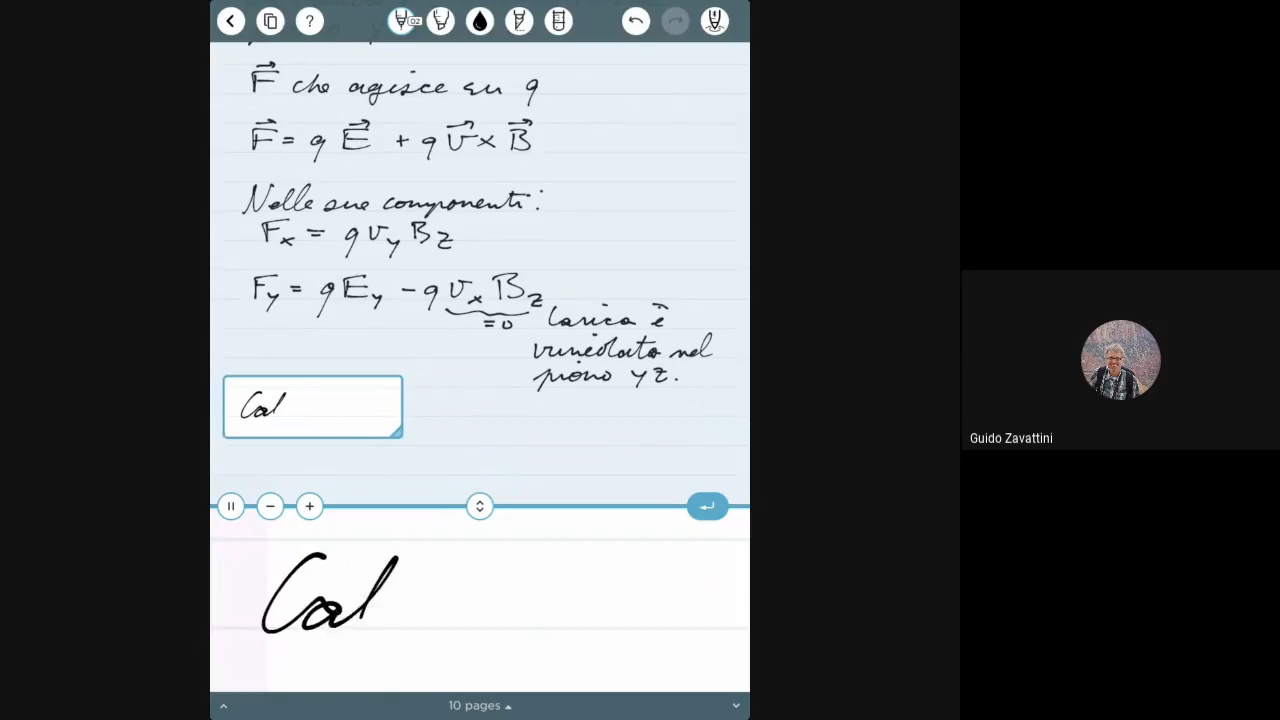 ?
02
F⃗ che agisce su q
F⃗ = q E⃗ + q v⃗ × B⃗
Nelle sue componenti:
Fx = q vy Bz
Fy = q Ey - q vx Bz
= 0
Carica è
vincolata nel
piano yz.
Cal
Cal
10 pages
Guido Zavattini